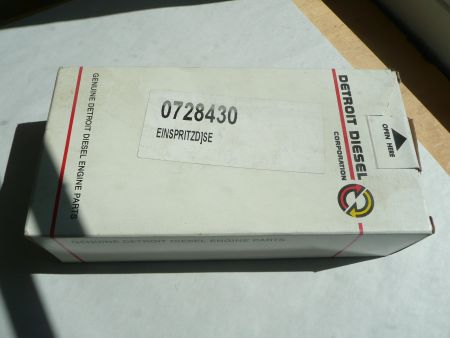 0728430
EINSPRITZD|SE
DETROIT DIESEL
CORPORATION
OPEN HERE
GENUINE DETROIT DIESEL ENGINE PARTS
GENUINE DETROIT DIESEL ENGINE PARTS